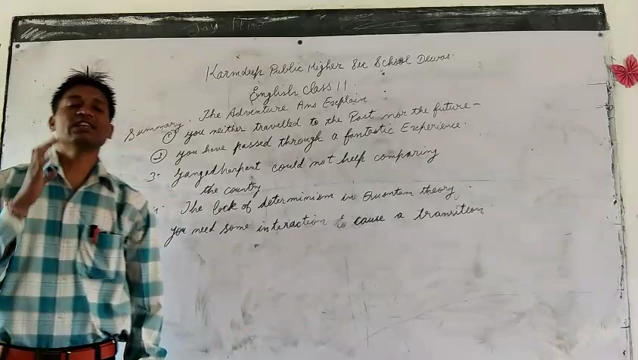 Karmdeep Public Higher Sec School Dewas
English Class 11
Summary. The Adventure Ans Explain
① you neither travelled to the Past nor the future -
② you have passed through a fantastic Experience.
3. Gangadharpant could not help comparing
the county
The lack of determinism in Quantum theory.
you need some interaction to cause a transition